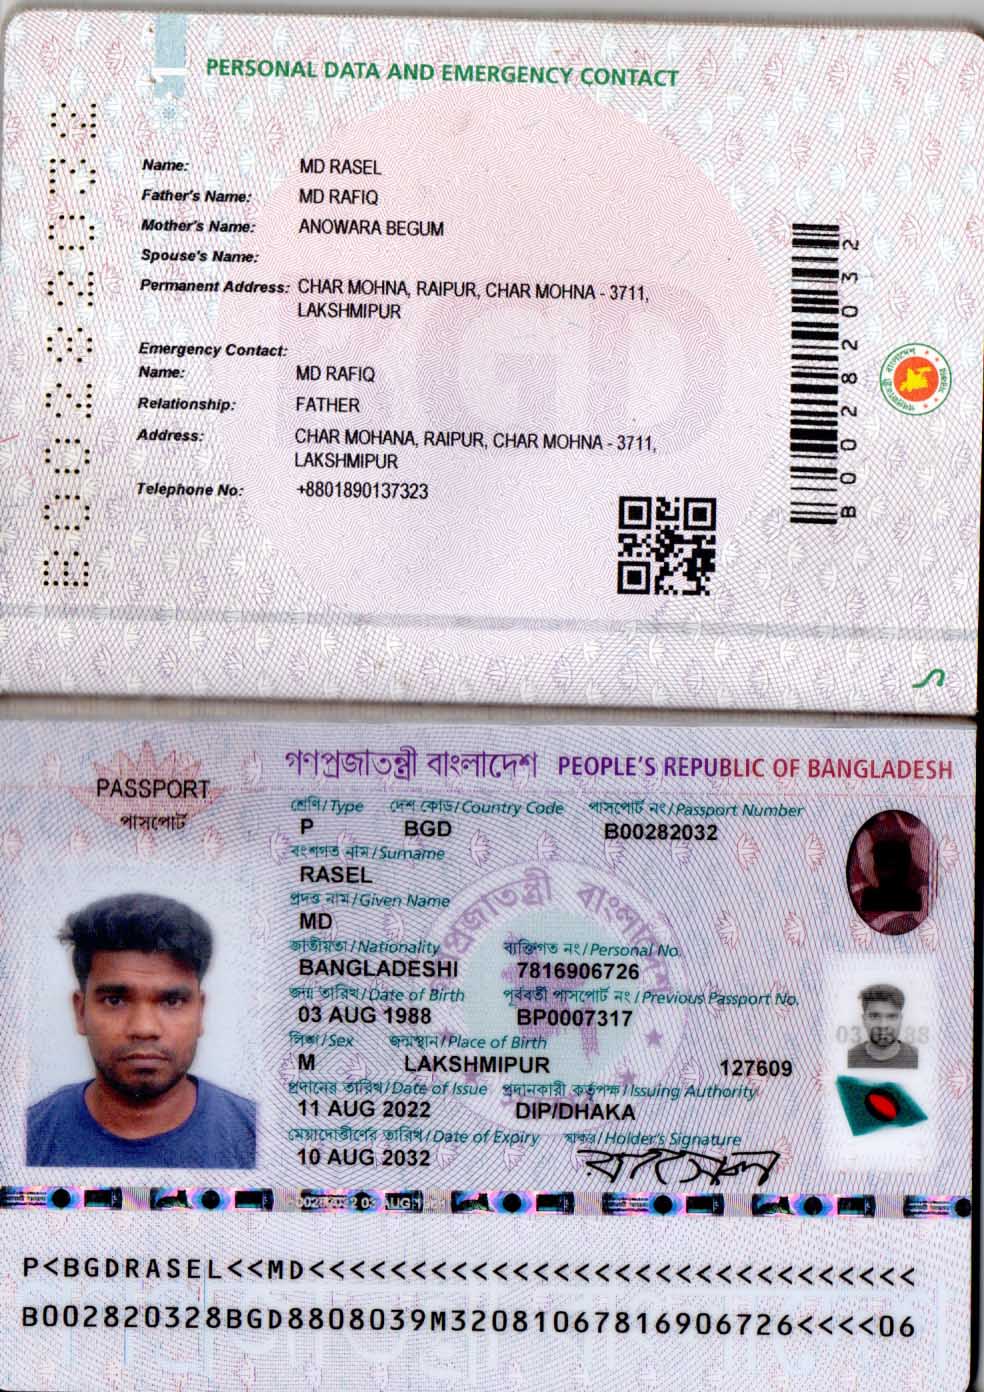 PERSONAL DATA AND EMERGENCY CONTACT
B00282032
Name: MD RASEL
Father's Name: MD RAFIQ
Mother's Name: ANOWARA BEGUM
Spouse's Name:
Permanent Address: CHAR MOHNA, RAIPUR, CHAR MOHNA - 3711,
LAKSHMIPUR
Emergency Contact:
Name: MD RAFIQ
Relationship: FATHER
Address: CHAR MOHANA, RAIPUR, CHAR MOHNA - 3711,
LAKSHMIPUR
Telephone No: +8801890137323
B00282032
গণপ্রজাতন্ত্রী বাংলাদেশ PEOPLE'S REPUBLIC OF BANGLADESH
PASSPORT
পাসপোর্ট
শ্রেণি/Type দেশ কোড/Country Code পাসপোর্ট নং/Passport Number
P BGD B00282032
বংশগত নাম/Surname
RASEL
প্রদত্ত নাম/Given Name
MD
জাতীয়তা/Nationality ব্যক্তিগত নং/Personal No.
BANGLADESHI 7816906726
জন্ম তারিখ/Date of Birth পূর্ববর্তী পাসপোর্ট নং/Previous Passport No.
03 AUG 1988 BP0007317
লিঙ্গ/Sex জন্মস্থান/Place of Birth
M LAKSHMIPUR 127609
প্রদানের তারিখ/Date of Issue প্রদানকারী কর্তৃপক্ষ/Issuing Authority
11 AUG 2022 DIP/DHAKA
মেয়াদোত্তীর্ণের তারিখ/Date of Expiry স্বাক্ষর/Holder's Signature
10 AUG 2032 রাসেল
P<BGDRASEL<<MD<<<<<<<<<<<<<<<<<<<<<<<<<<<<<<
B002820328BGD8808039M32081067816906726<<<<06